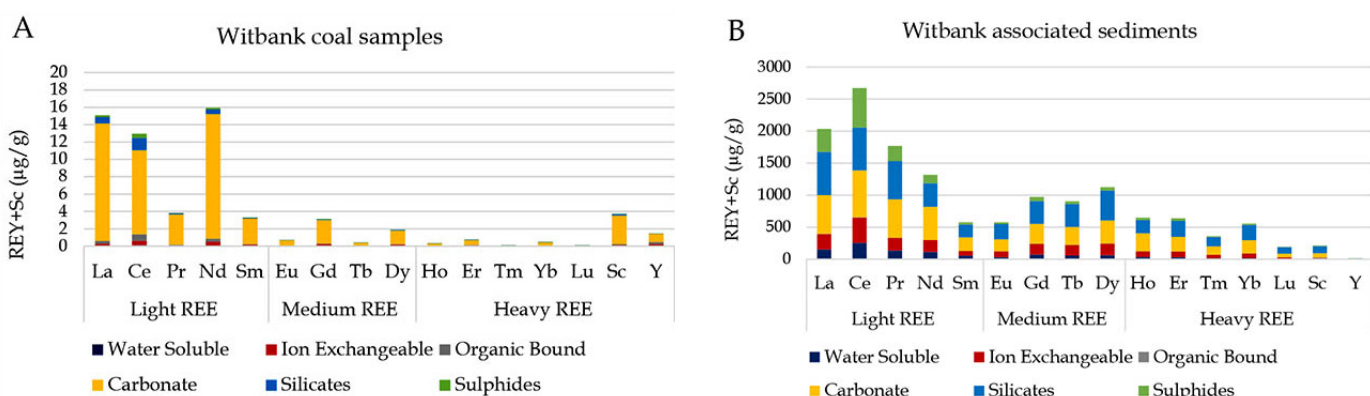 A
Witbank coal samples
REY+Sc (µg/g)
20
18
16
14
12
10
8
6
4
2
0
La Ce Pr Nd Sm Eu Gd Tb Dy Ho Er Tm Yb Lu Sc Y
Light REE Medium REE Heavy REE
Water Soluble Ion Exchangeable Organic Bound
Carbonate Silicates Sulphides
B
Witbank associated sediments
REY+Sc (µg/g)
3000
2500
2000
1500
1000
500
0
La Ce Pr Nd Sm Eu Gd Tb Dy Ho Er Tm Yb Lu Sc Y
Light REE Medium REE Heavy REE
Water Soluble Ion Exchangeable Organic Bound
Carbonate Silicates Sulphides